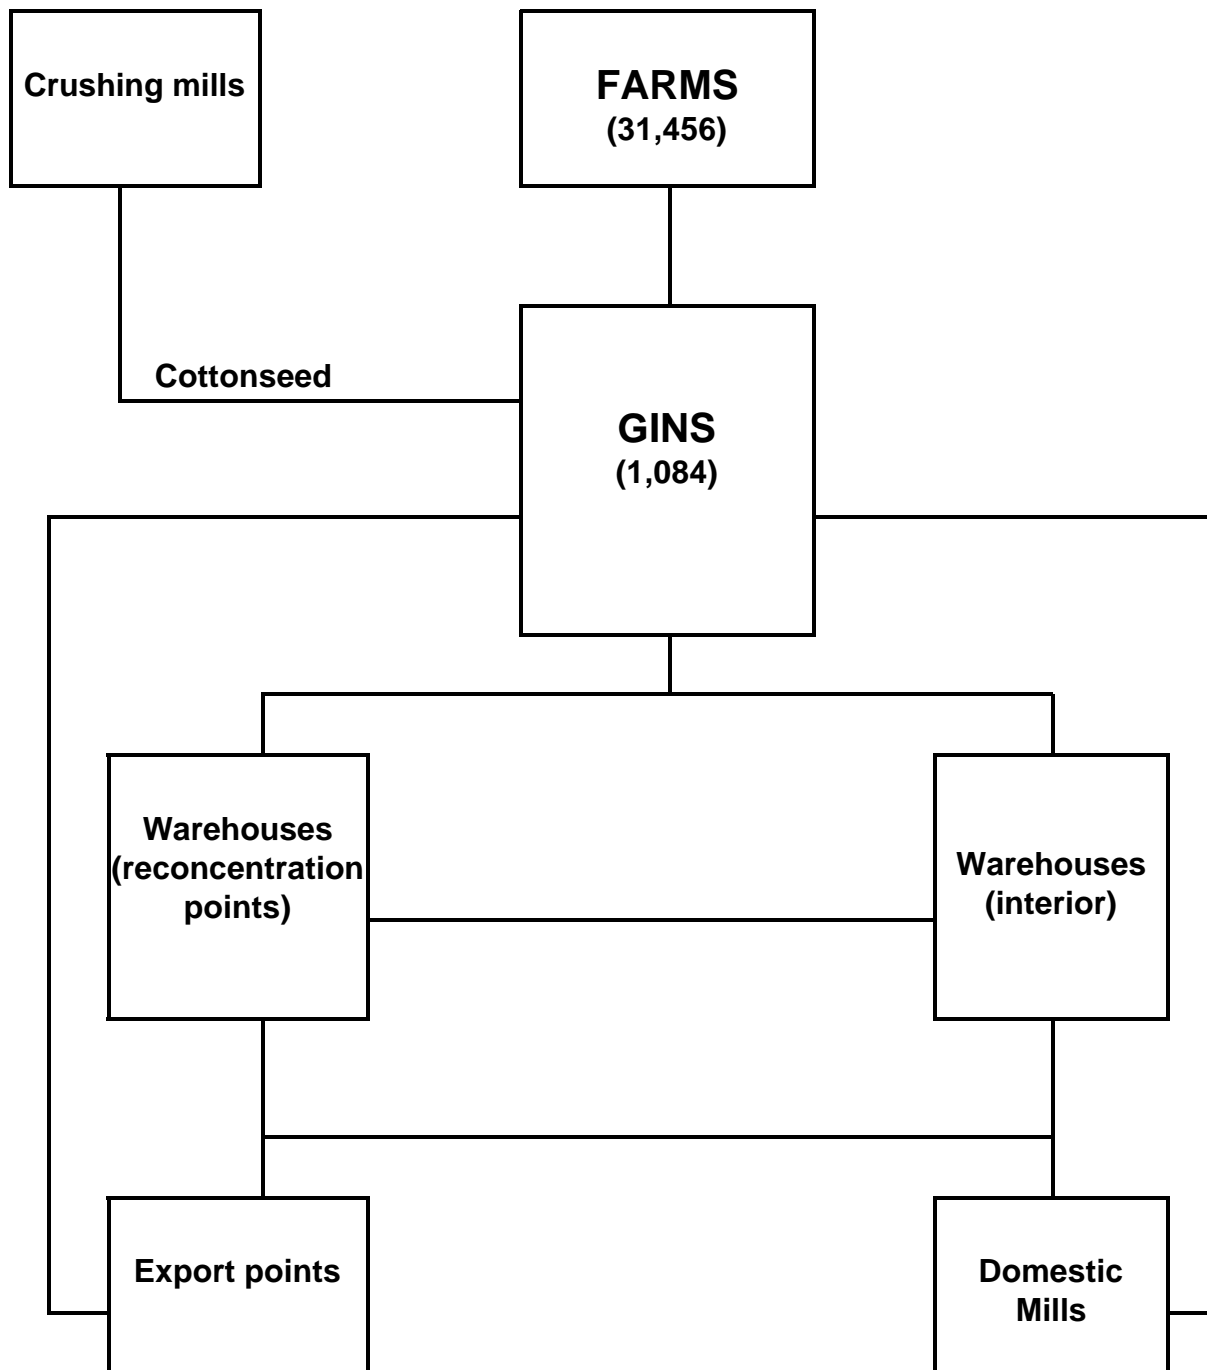 Crushing mills
FARMS
(31,456)
Cottonseed
GINS
(1,084)
Warehouses
(reconcentration
points)
Warehouses
(interior)
Export points
Domestic
Mills